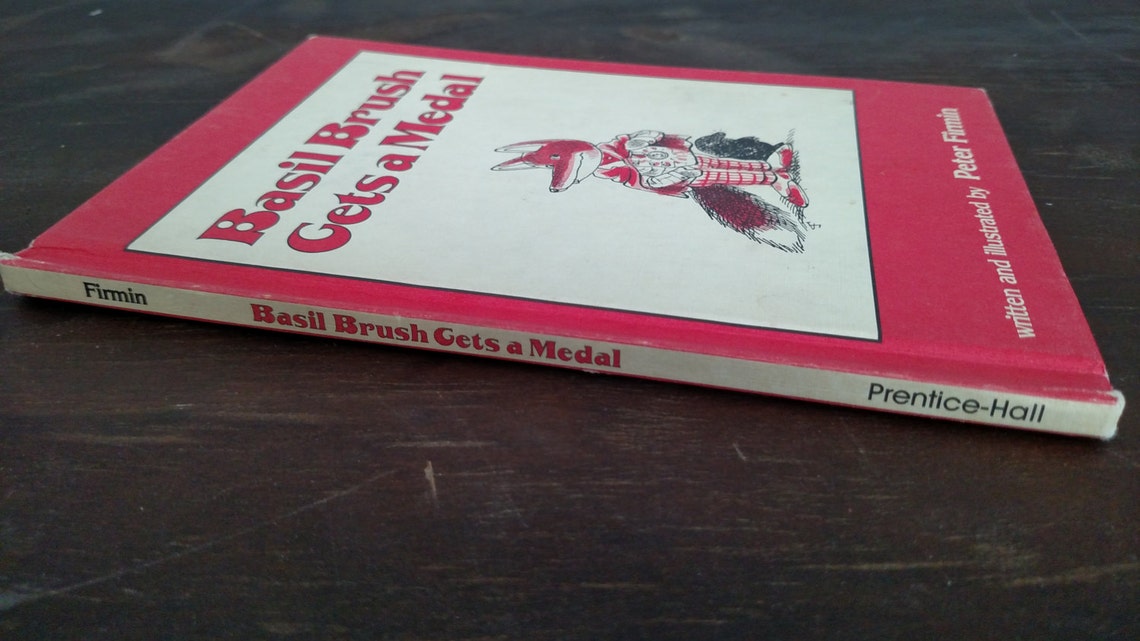 Basil Brush
Gets a Medal
written and illustrated by Peter Firmin
Firmin
Basil Brush Gets a Medal
Prentice-Hall